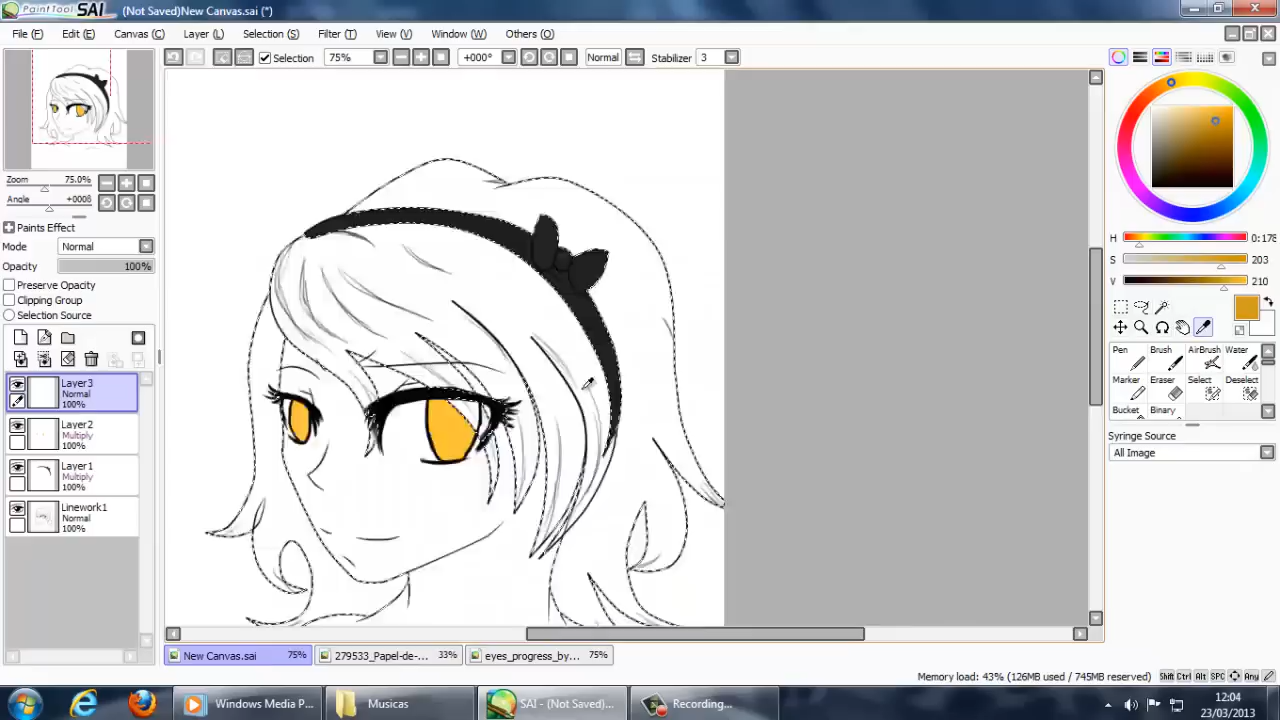 PaintTool SAI (Not Saved)New Canvas.sai (*)
File (F) Edit (E) Canvas (C) Layer (L) Selection (S) Filter (T) View (V) Window (W) Others (O)
Selection 75% +000° Normal Stabilizer 3
Zoom 75.0%
Angle
Paints Effect
Mode Normal
Opacity 100%
Preserve Opacity
Clipping Group
Selection Source
Layer3
Normal
100%
Layer2
Multiply
100%
Layer1
Multiply
100%
Linework1
Normal
100%
H 0:178
S 203
V 210
Pen Brush AirBrush Water
Marker Eraser Select Deselect
Bucket Binary
Syringe Source
All Image
New Canvas.sai 75% 279533_Papel-de-... 33% eyes_progress_by... 75%
Memory load: 43% (126MB used / 745MB reserved) Shift Ctrl Alt SPC Any
Windows Media P... Musicas SAI - (Not Saved)... Recording...
12:04
23/03/2013